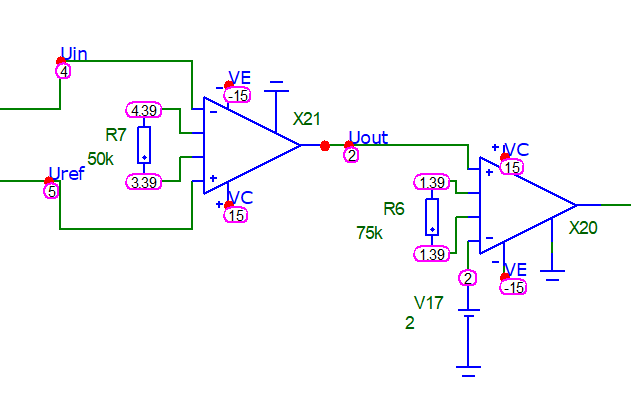 Uin
4
VE
-
-15
4.39
-
X21
R7
50k
Uout
2
+
VC
15
Uref
5
3.39
+
VC
+
15
+
1.39
R6
75k
X20
1.39
-
-
VE
-15
2
V17
2